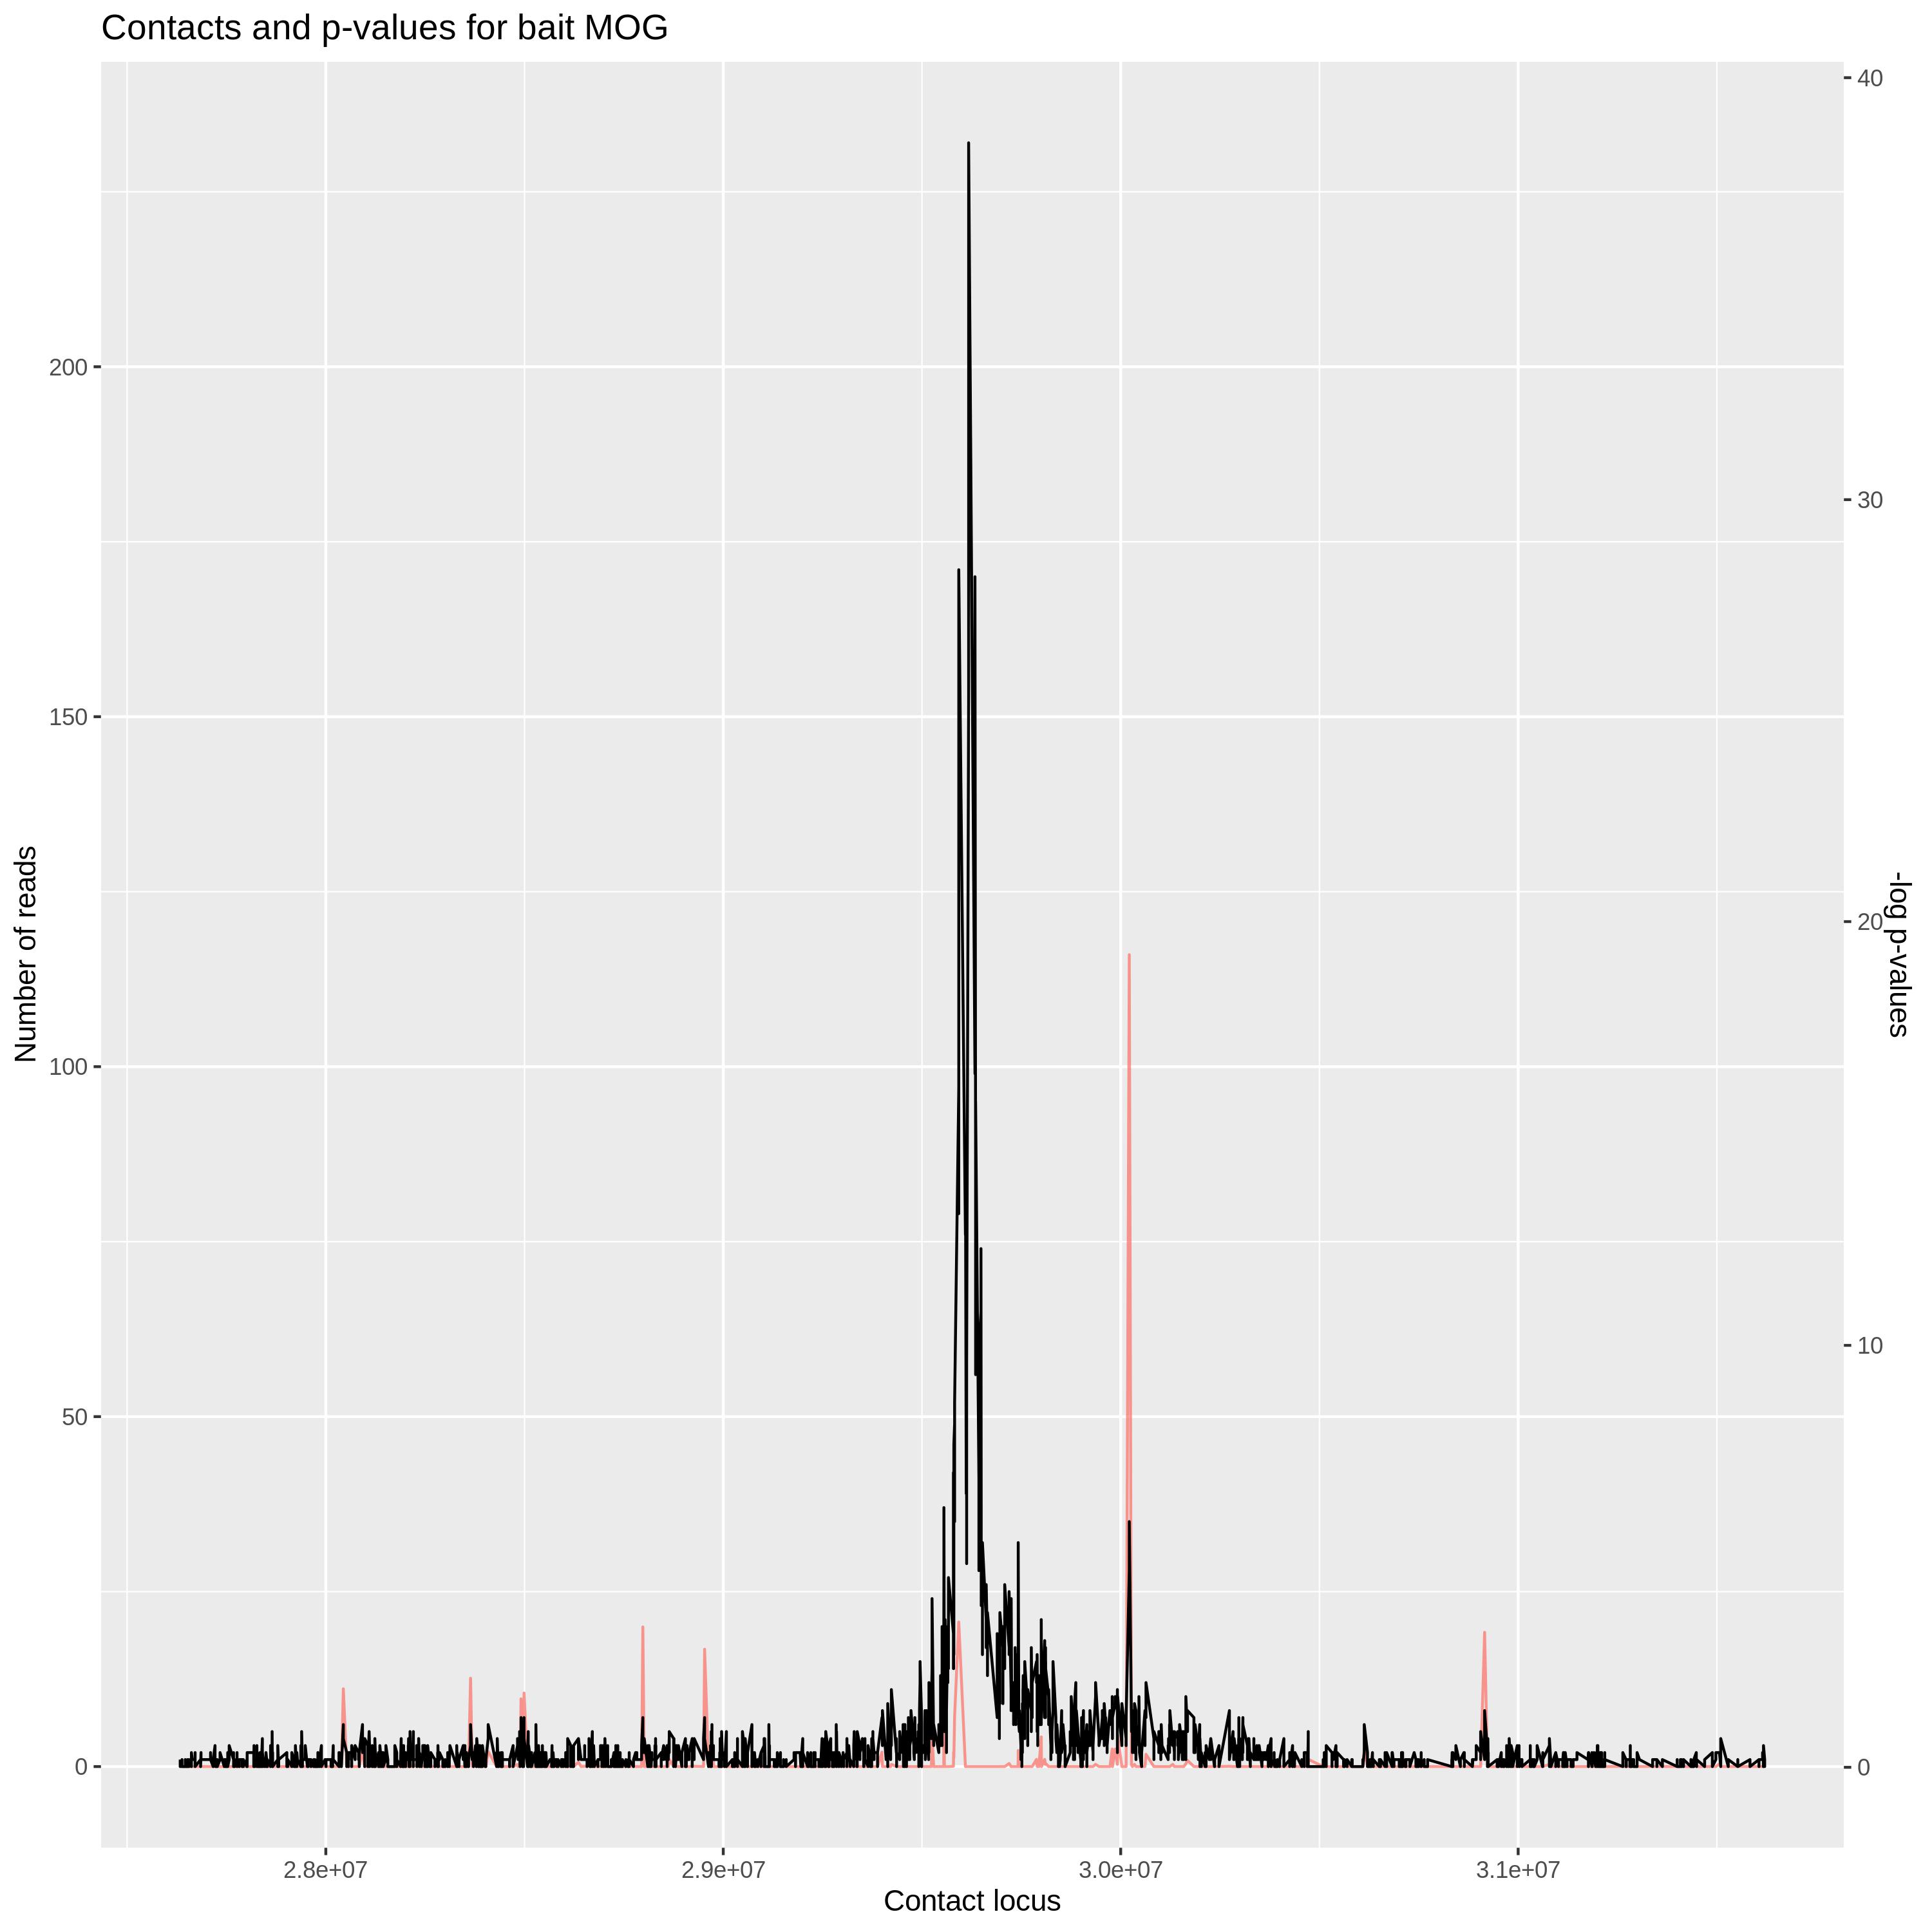 Contacts and p-values for bait MOG
Number of reads
200
150
100
50
0
40
30
20
10
0
-log p-values
2.8e+07
2.9e+07
3.0e+07
3.1e+07
Contact locus